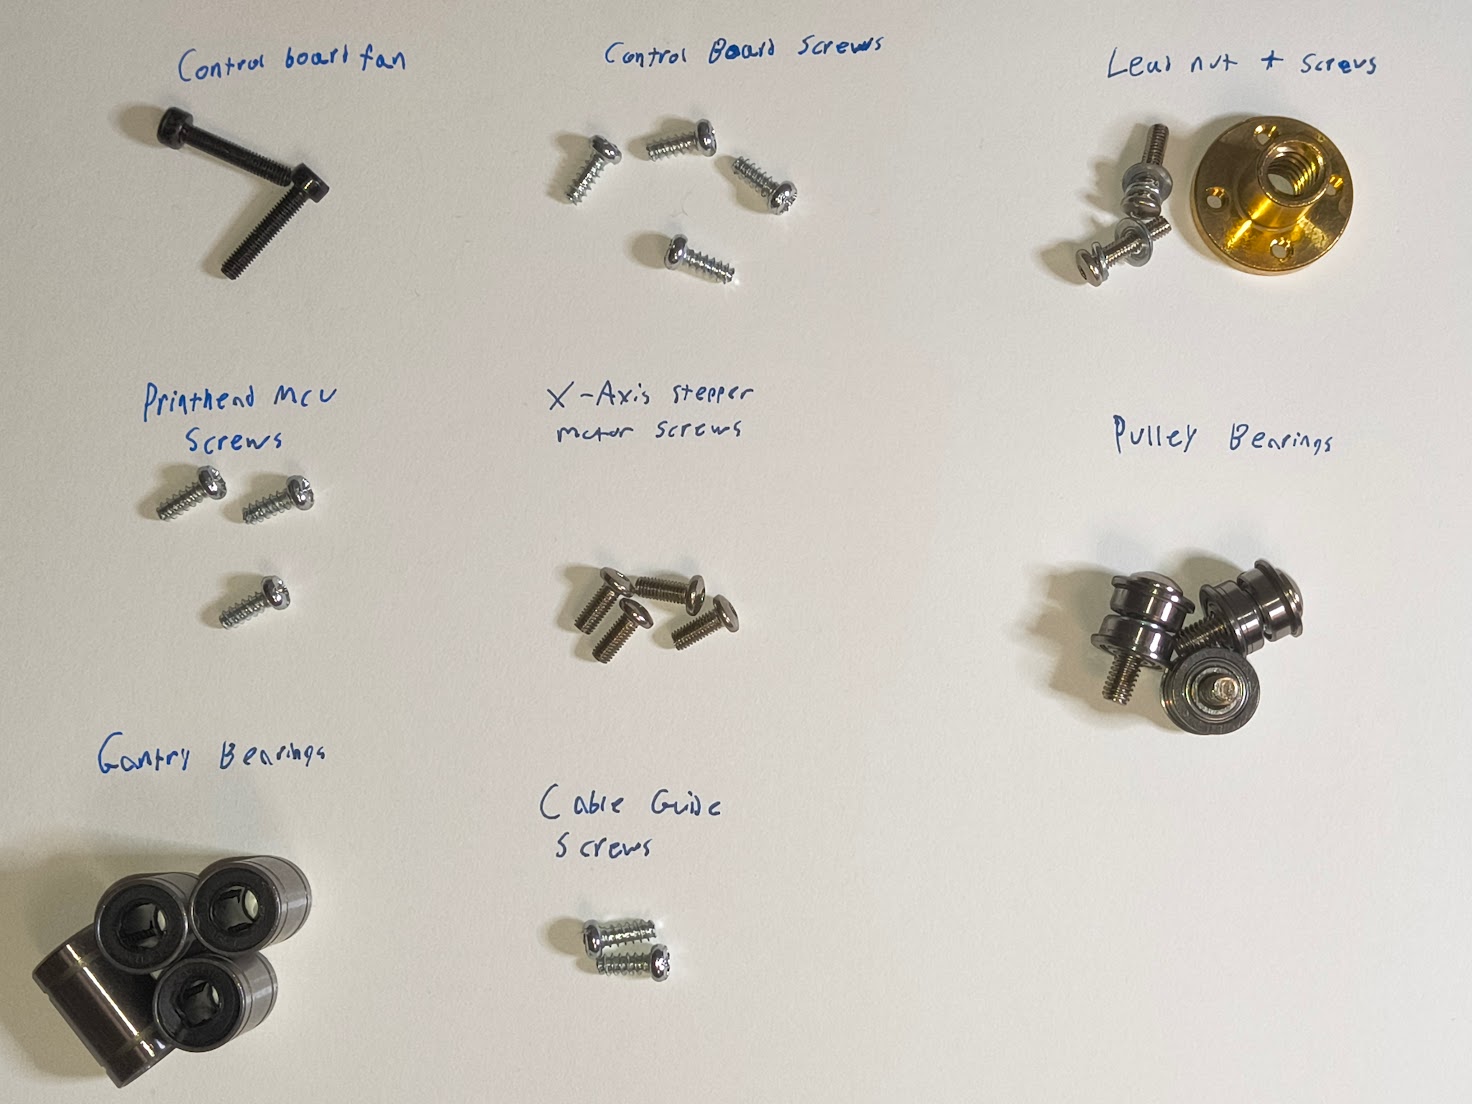 Control board fan
Control Board Screws
Lead nut + screws
Printhead MCU
Screws
X-Axis stepper
motor screws
Pulley Bearings
Gantry Bearings
Cable Guide
Screws